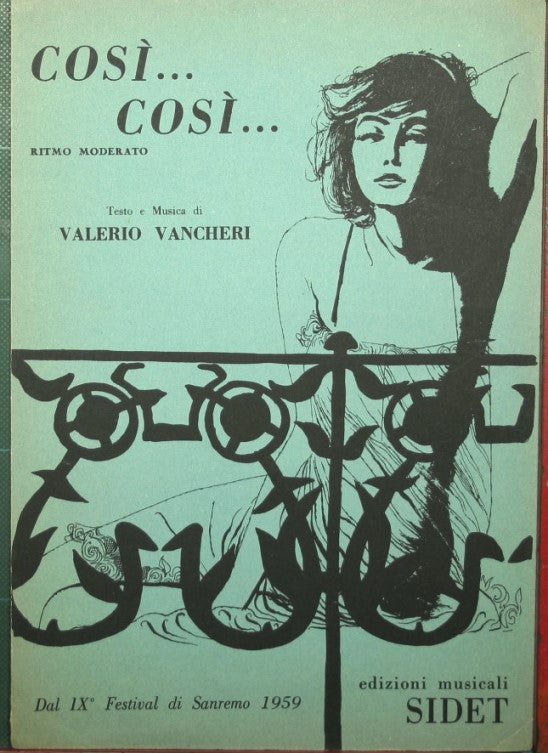 COSÌ...
COSÌ...
RITMO MODERATO
Testo e Musica di
VALERIO VANCHERI
edizioni musicali
Dal IX° Festival di Sanremo 1959
SIDET